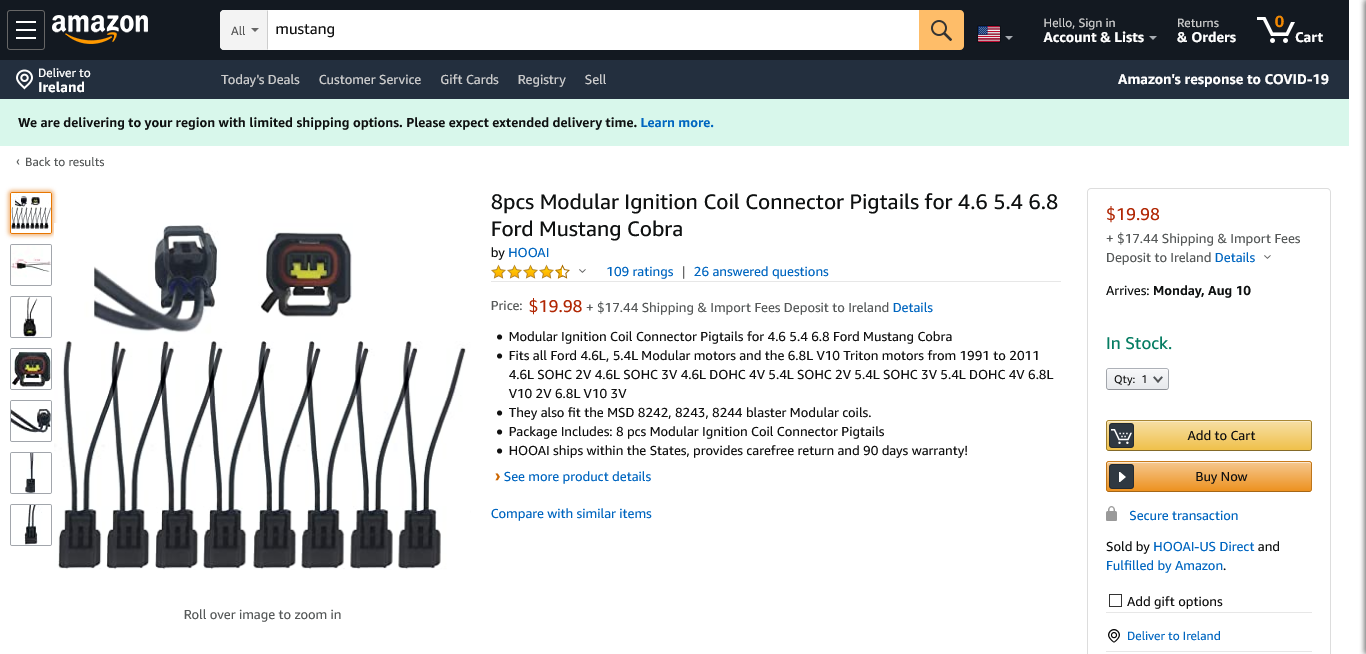 amazon
All
mustang
Hello, Sign in
Account & Lists
Returns
& Orders
0
Cart
Deliver to
Ireland
Today's Deals
Customer Service
Gift Cards
Registry
Sell
Amazon's response to COVID-19
We are delivering to your region with limited shipping options. Please expect extended delivery time. Learn more.
‹ Back to results
8pcs Modular Ignition Coil Connector Pigtails for 4.6 5.4 6.8
Ford Mustang Cobra
by HOOAI
109 ratings | 26 answered questions
Price: $19.98 + $17.44 Shipping & Import Fees Deposit to Ireland Details
• Modular Ignition Coil Connector Pigtails for 4.6 5.4 6.8 Ford Mustang Cobra
• Fits all Ford 4.6L, 5.4L Modular motors and the 6.8L V10 Triton motors from 1991 to 2011
4.6L SOHC 2V 4.6L SOHC 3V 4.6L DOHC 4V 5.4L SOHC 2V 5.4L SOHC 3V 5.4L DOHC 4V 6.8L
V10 2V 6.8L V10 3V
• They also fit the MSD 8242, 8243, 8244 blaster Modular coils.
• Package Includes: 8 pcs Modular Ignition Coil Connector Pigtails
• HOOAI ships within the States, provides carefree return and 90 days warranty!
› See more product details
Compare with similar items
Roll over image to zoom in
$19.98
+ $17.44 Shipping & Import Fees
Deposit to Ireland Details
Arrives: Monday, Aug 10
In Stock.
Qty: 1
Add to Cart
Buy Now
Secure transaction
Sold by HOOAI-US Direct and
Fulfilled by Amazon.
Add gift options
Deliver to Ireland